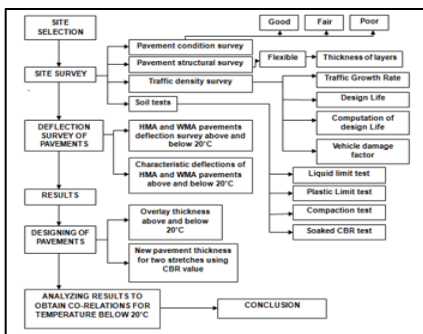 SITE
SELECTION
Good
Fair
Poor
Pavement condition survey
Pavement structural survey
Flexible
Thickness of layers
SITE SURVEY
Traffic density survey
Traffic Growth Rate
Soil tests
Design Life
Computation of
design Life
Vehicle damage
factor
DEFLECTION
SURVEY OF
PAVEMENTS
HMA and WMA pavements
deflection survey above and
below 20°C
Characteristic deflections of
HMA and WMA pavements
above and below 20°C
Liquid limit test
Plastic Limit test
Compaction test
Soaked CBR test
RESULTS
DESIGNING OF
PAVEMENTS
Overlay thickness
above and below
20°C
New pavement thickness
for two stretches using
CBR value
ANALYZING RESULTS TO
OBTAIN CO-RELATIONS FOR
TEMPERATURE BELOW 20°C
CONCLUSION